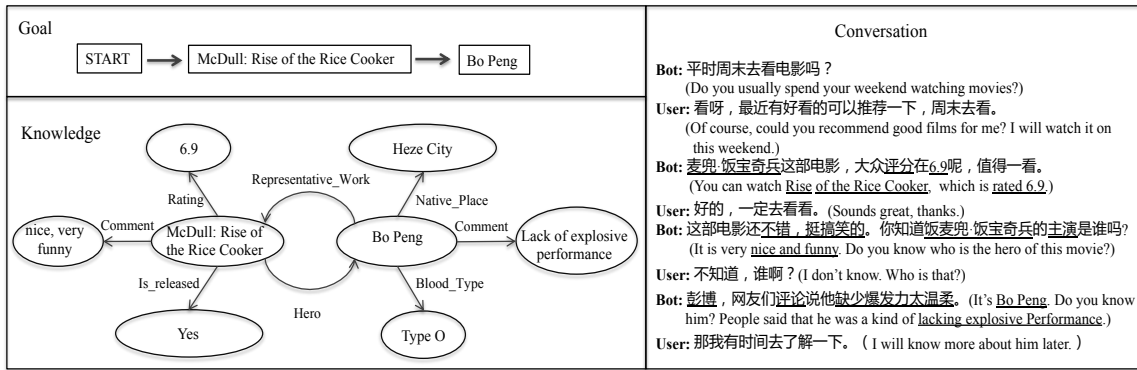 Goal
START
McDull: Rise of the Rice Cooker
Bo Peng
Knowledge
6.9
Heze City
Representative_Work
Rating
Native_Place
nice, very
funny
Comment
McDull: Rise of
the Rice Cooker
Bo Peng
Comment
Lack of explosive
performance
Is_released
Blood_Type
Hero
Yes
Type O
Conversation
Bot: 平时周末去看电影吗？
(Do you usually spend your weekend watching movies?)
User: 看呀，最近有好看的可以推荐一下，周末去看。
(Of course, could you recommend good films for me? I will watch it on
this weekend.)
Bot: 麦兜·饭宝奇兵这部电影，大众评分在6.9呢，值得一看。
(You can watch Rise of the Rice Cooker, which is rated 6.9.)
User: 好的，一定去看看。(Sounds great, thanks.)
Bot: 这部电影还不错，挺搞笑的。你知道饭麦兜·饭宝奇兵的主演是谁吗?
(It is very nice and funny. Do you know who is the hero of this movie?)
User: 不知道，谁啊？(I don't know. Who is that?)
Bot: 彭博，网友们评论说他缺少爆发力太温柔。(It's Bo Peng. Do you know
him? People said that he was a kind of lacking explosive Performance.)
User: 那我有时间去了解一下。（ I will know more about him later. ）